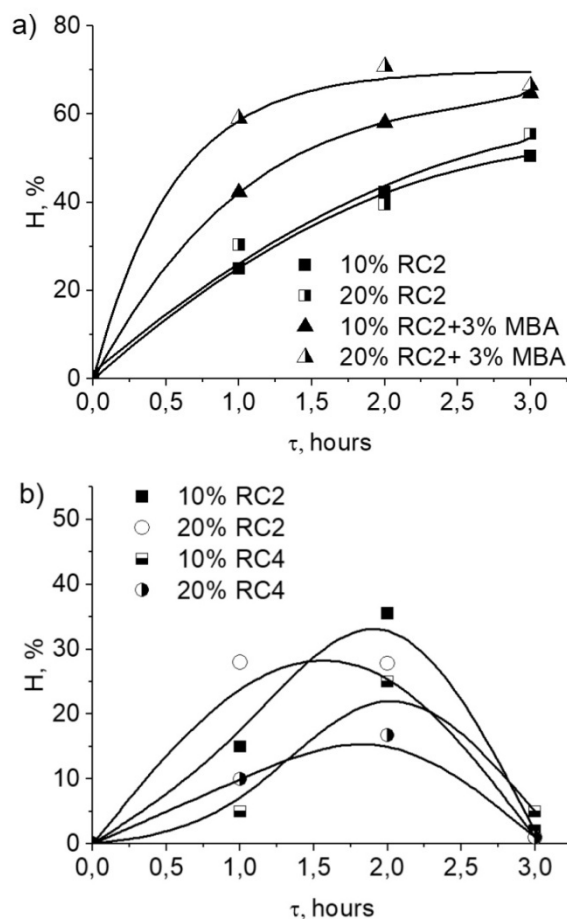 a)
80
60
40
20
0
H, %
10% RC2
20% RC2
10% RC2+3% MBA
20% RC2+ 3% MBA
0,0 0,5 1,0 1,5 2,0 2,5 3,0
τ, hours
b)
50
40
30
20
10
0
H, %
10% RC2
20% RC2
10% RC4
20% RC4
0,0 0,5 1,0 1,5 2,0 2,5 3,0
τ, hours